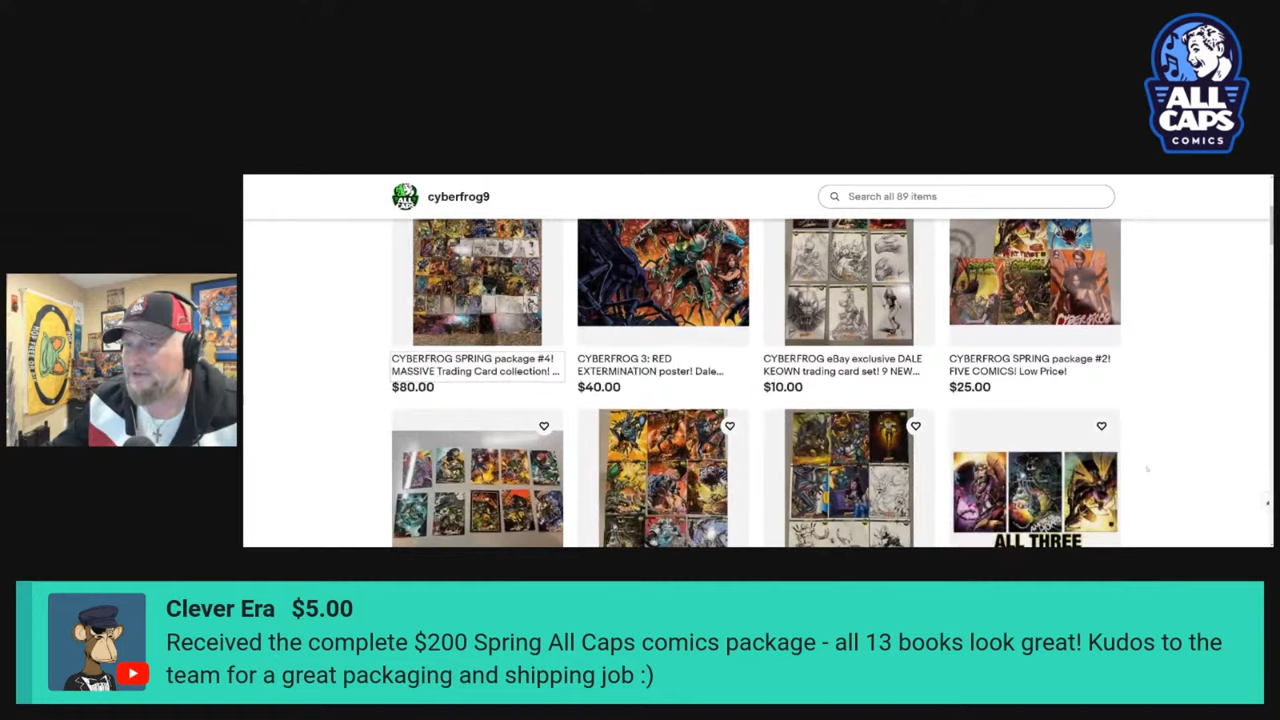 ALL
CAPS
COMICS
cyberfrog9
Search all 89 items
CYBERFROG SPRING package #4!
MASSIVE Trading Card collection! ...
$80.00
CYBERFROG 3: RED
EXTERMINATION poster! Dale...
$40.00
CYBERFROG eBay exclusive DALE
KEOWN trading card set! 9 NEW...
$10.00
CYBERFROG
CYBERFROG SPRING package #2!
FIVE COMICS! Low Price!
$25.00
ALL THREE
Clever Era $5.00
Received the complete $200 Spring All Caps comics package - all 13 books look great! Kudos to the
team for a great packaging and shipping job :)